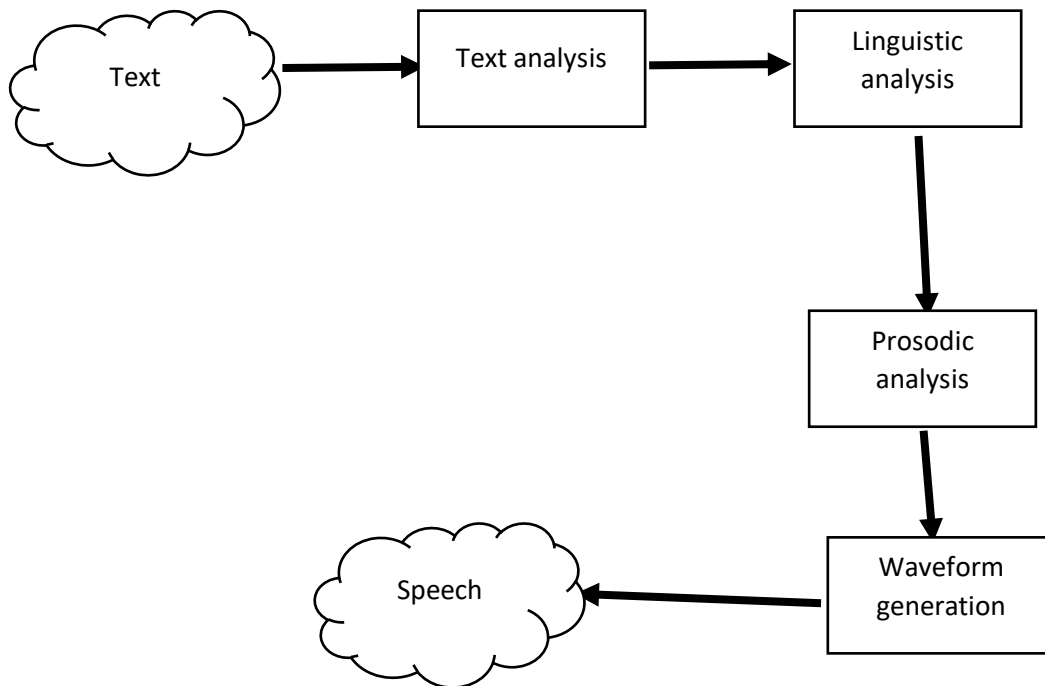 Text
Text analysis
Linguistic
analysis
Prosodic
analysis
Waveform
generation
Speech